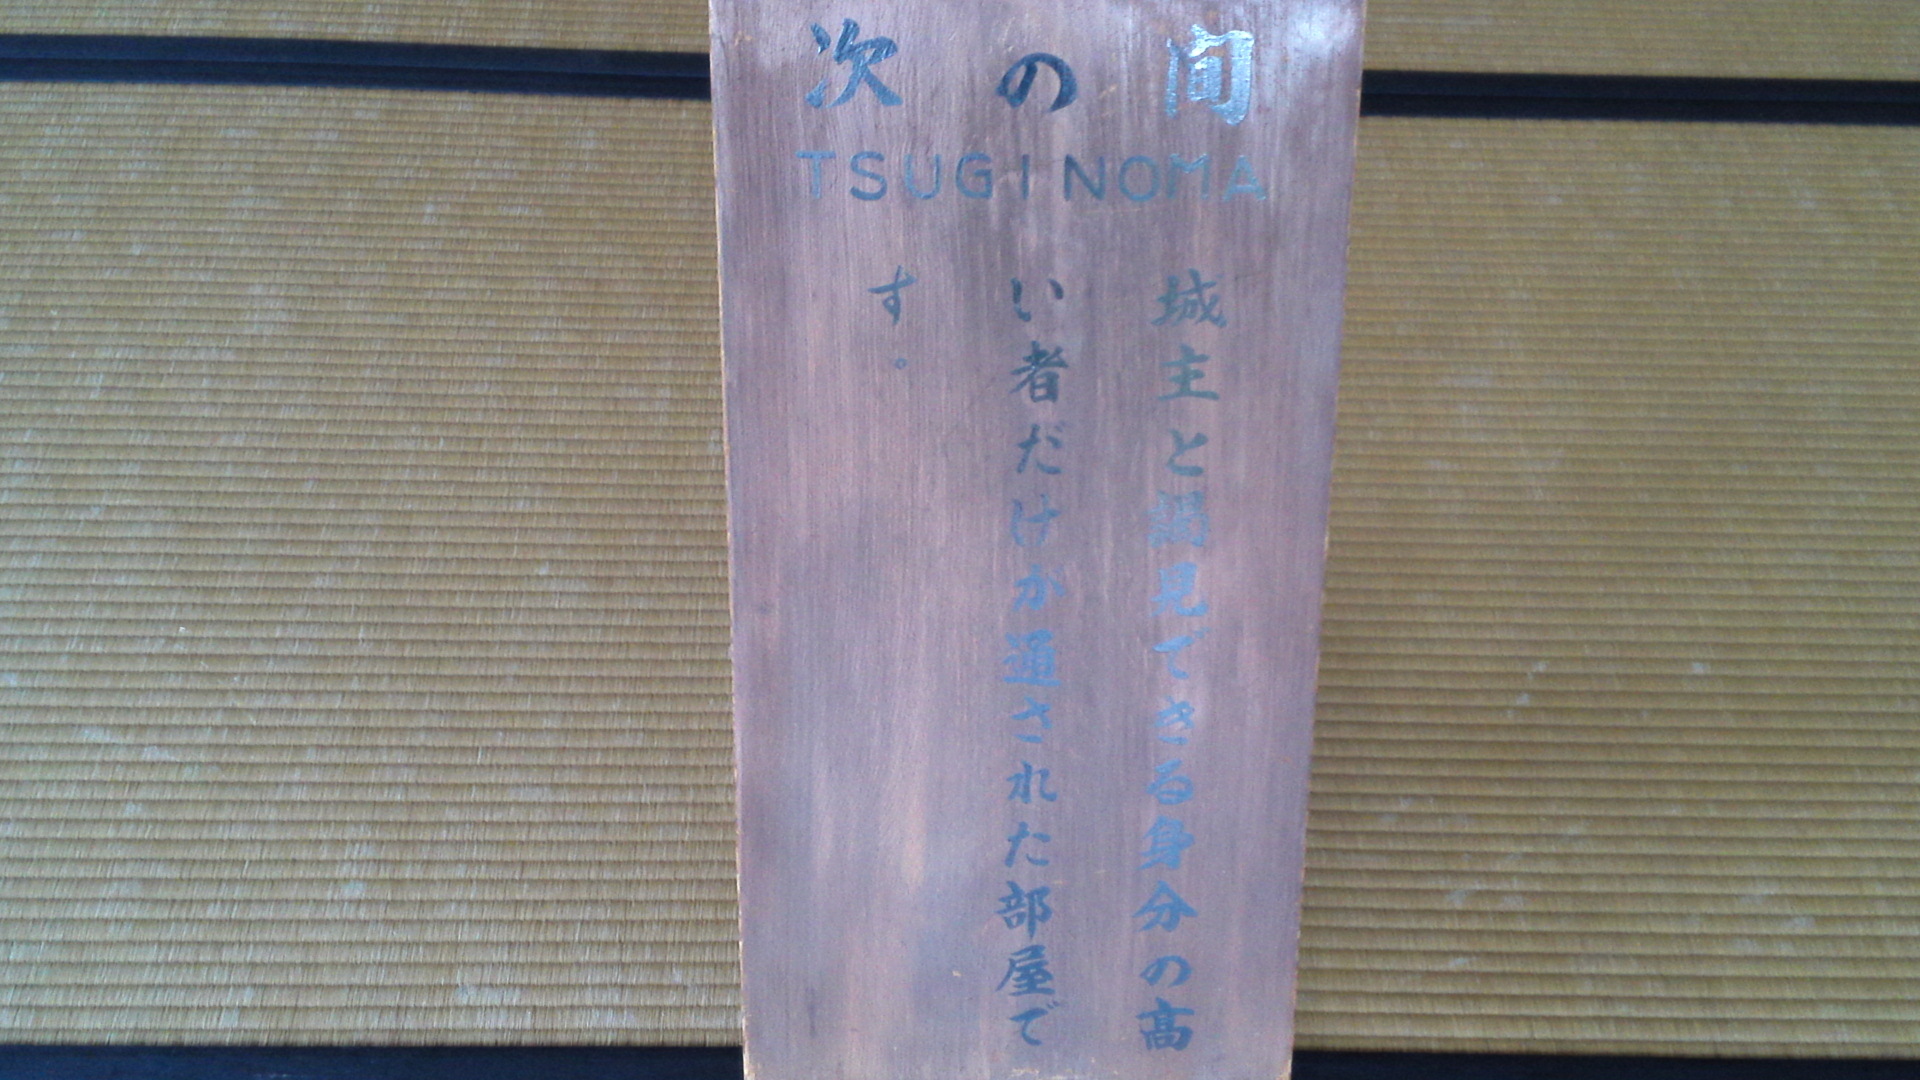 次の間
TSUGINOMA
城主と謁見できる身分の高
い者だけが通された部屋で
す。